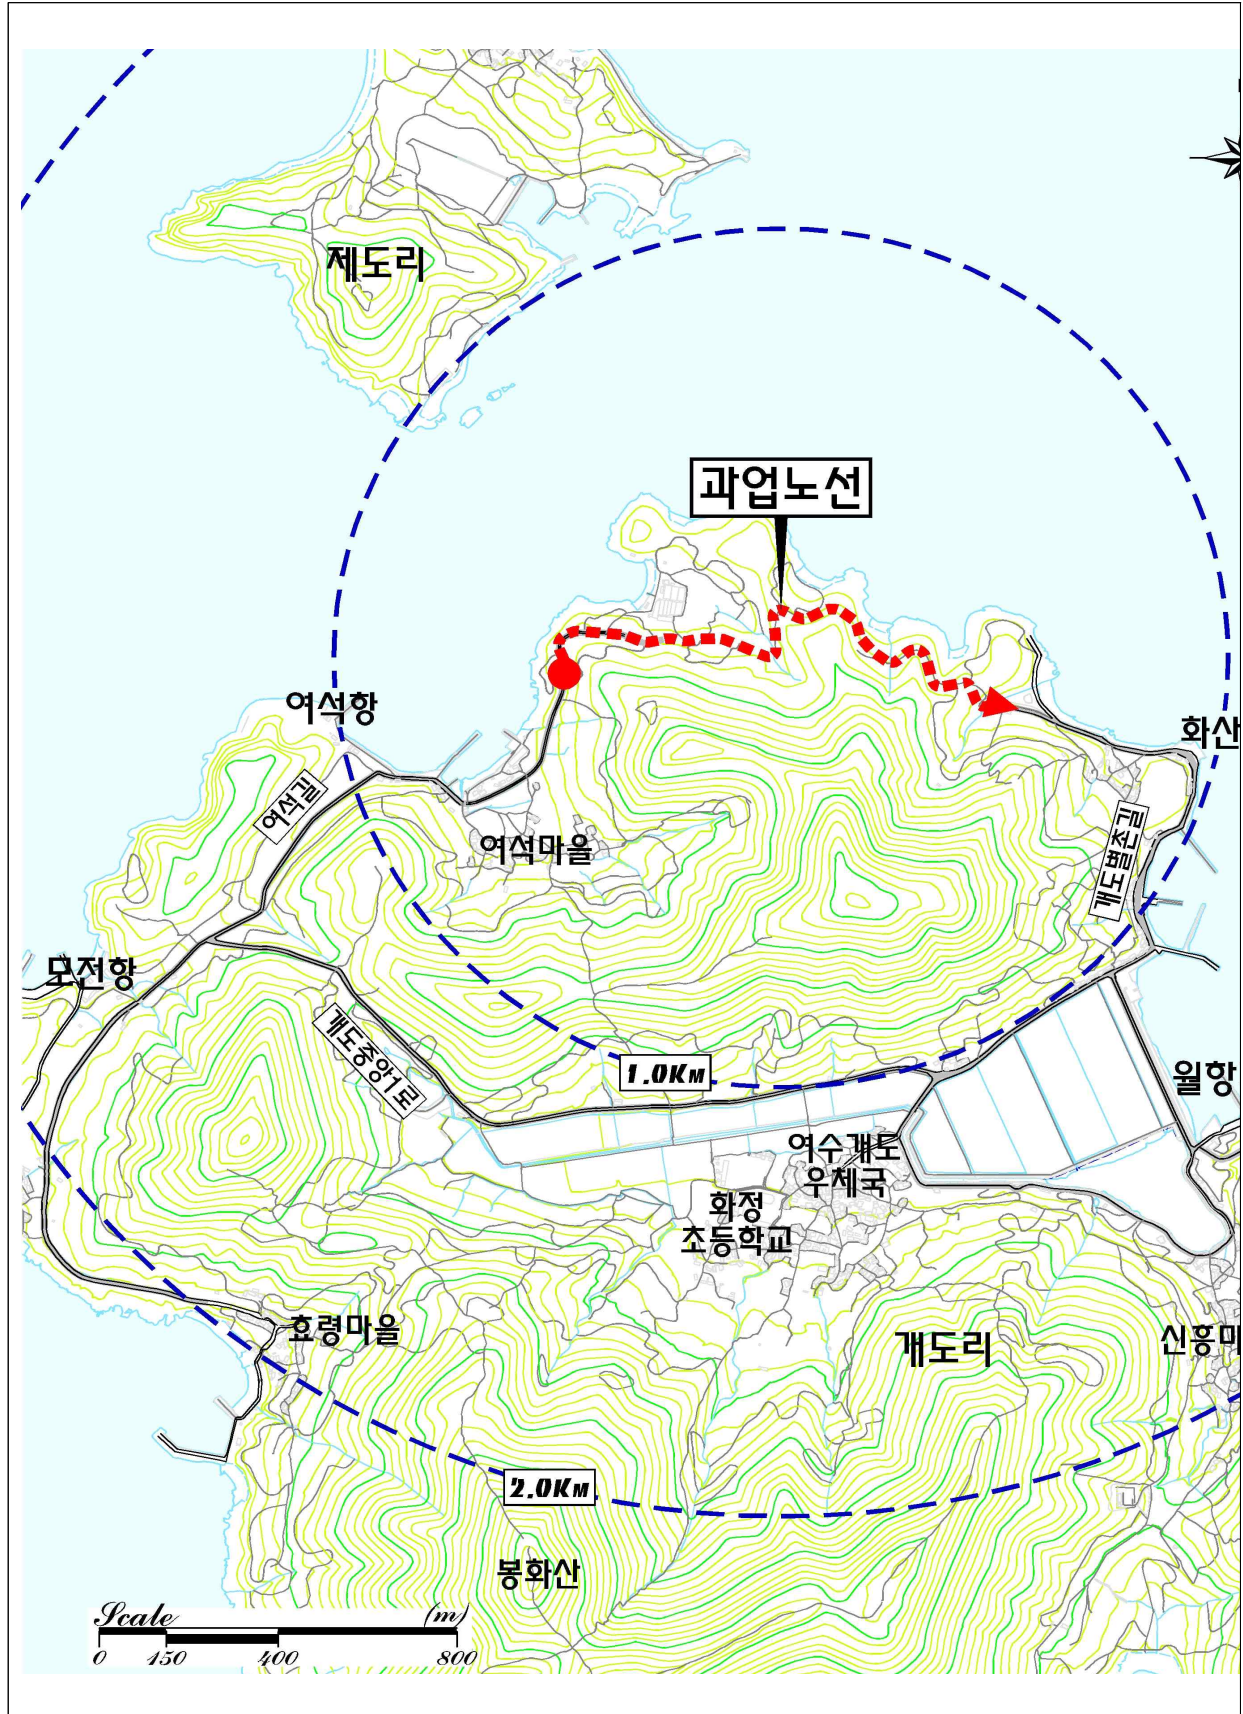 제도리
과업노선
여석항
화산
여석길
여석마을
개도별촌길
모전항
개도중앙1로
1.0KM
월항
여수개도
우체국
화정
초등학교
효령마을
개도리
신흥마
2.0KM
봉화산
Scale (m)
0 150 400 800